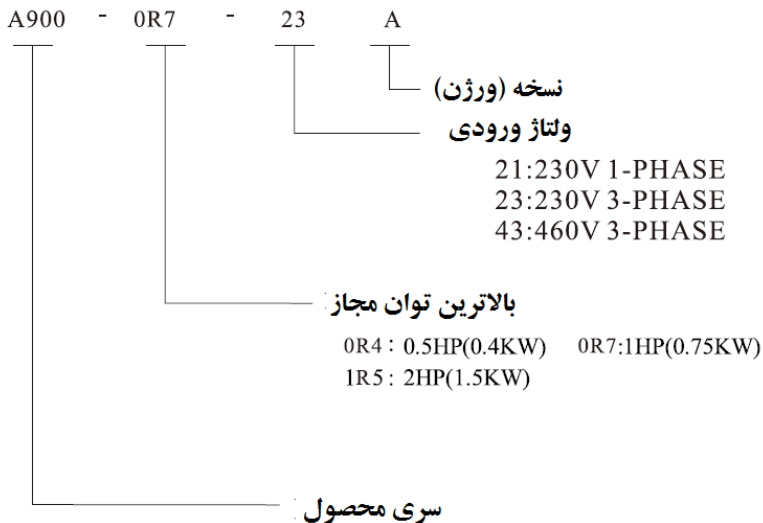 A900 - 0R7 - 23 A
نسخه (ورژن)
ولتاژ ورودی
21:230V 1-PHASE
23:230V 3-PHASE
43:460V 3-PHASE
بالاترین توان مجاز
0R4 : 0.5HP(0.4KW) 0R7:1HP(0.75KW)
1R5 : 2HP(1.5KW)
سری محصول